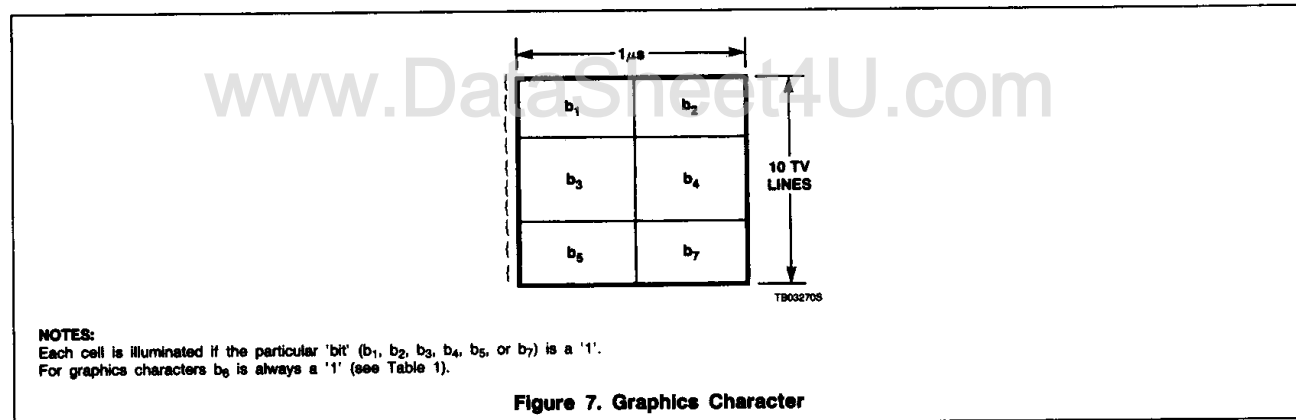 1μs
www.DataSheet4U.com
b₁ b₂
b₃ b₄
b₅ b₇
10 TV
LINES
TB03270S
NOTES:
Each cell is illuminated if the particular 'bit' (b₁, b₂, b₃, b₄, b₅, or b₇) is a '1'.
For graphics characters b₆ is always a '1' (see Table 1).
Figure 7. Graphics Character